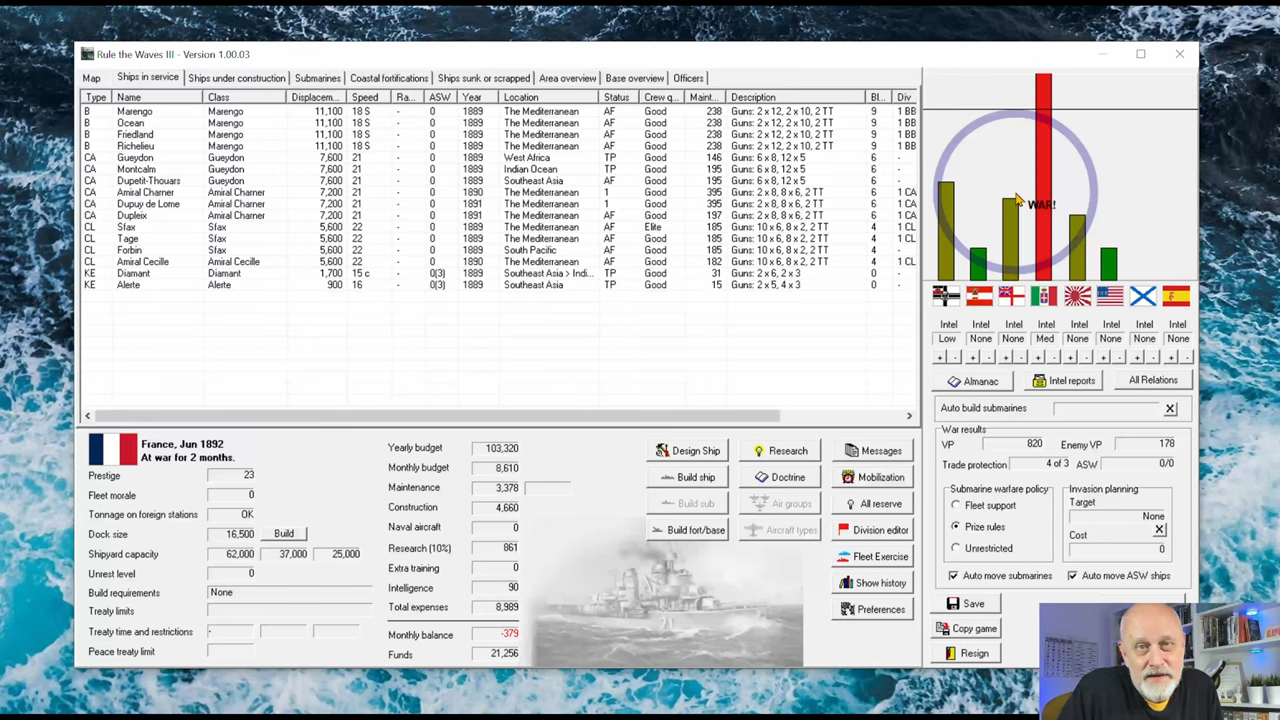 Rule the Waves III - Version 1.00.03
Map Ships in service Ships under construction Submarines Coastal fortifications Ships sunk or scrapped Area overview Base overview Officers
Type Name Class Displacem... Speed Ra... ASW Year Location Status Crew q... Maint... Description Bl... Div
B Marengo Marengo 11,100 18 S - 0 1889 The Mediterranean AF Good 238 Guns: 2 x 12, 2 x 10, 2 TT 9 1 BB
B Ocean Marengo 11,100 18 S - 0 1889 The Mediterranean AF Good 238 Guns: 2 x 12, 2 x 10, 2 TT 9 1 BB
B Friedland Marengo 11,100 18 S - 0 1889 The Mediterranean AF Good 238 Guns: 2 x 12, 2 x 10, 2 TT 9 1 BB
B Richelieu Marengo 11,100 18 S - 0 1889 The Mediterranean AF Good 238 Guns: 2 x 12, 2 x 10, 2 TT 9 1 BB
CA Gueydon Gueydon 7,600 21 - 0 1889 West Africa TP Good 146 Guns: 6 x 8, 12 x 5 6 -
CA Montcalm Gueydon 7,600 21 - 0 1889 Indian Ocean TP Good 195 Guns: 6 x 8, 12 x 5 6 -
CA Dupetit-Thouars Gueydon 7,600 21 - 0 1889 Southeast Asia TP Good 195 Guns: 6 x 8, 12 x 5 6 -
CA Amiral Charner Amiral Charner 7,200 21 - 0 1889 The Mediterranean 1 Good 395 Guns: 2 x 8, 8 x 6, 2 TT 6 1 CA
CA Dupuy de Lome Amiral Charner 7,200 21 - 0 1890 The Mediterranean 1 Good 395 Guns: 2 x 8, 8 x 6, 2 TT 6 1 CA
CA Dupleix Amiral Charner 7,200 21 - 0 1891 The Mediterranean AF Good 197 Guns: 2 x 8, 8 x 6, 2 TT 6 1 CA
CL Sfax Sfax 5,600 22 - 0 1889 The Mediterranean AF Elite 185 Guns: 10 x 6, 8 x 2, 2 TT 4 1 CL
CL Tage Sfax 5,600 22 - 0 1889 The Mediterranean AF Good 185 Guns: 10 x 6, 8 x 2, 2 TT 4 1 CL
CL Forbin Sfax 5,600 22 - 0 1889 South Pacific AF Good 185 Guns: 10 x 6, 8 x 2, 2 TT 4 -
CL Amiral Cecille Amiral Cecille 5,600 22 - 0 1890 The Mediterranean AF Good 182 Guns: 10 x 6, 8 x 2, 2 TT 4 1 CL
KE Diamant Diamant 1,700 15 c - 0(3) 1889 Southeast Asia > Indi... TP Good 31 Guns: 2 x 6, 2 x 3 0 -
KE Alerte Alerte 900 16 - 0(3) 1889 Southeast Asia TP Good 15 Guns: 2 x 5, 4 x 3 0 -
WAR!
Intel Intel Intel Intel Intel Intel Intel Intel
Low None None Med None None None None
+ - + - + - + - + - + - + - + -
Almanac Intel reports All Relations
Auto build submarines X
War results
VP 820 Enemy VP 178
Trade protection 4 of 3 ASW 0/0
Submarine warfare policy
Fleet support
Prize rules
Unrestricted
Invasion planning
Target
None
Cost X
0
Auto move submarines Auto move ASW ships
Save
Copy game
Resign
France, Jun 1892
At war for 2 months.
Prestige 23
Fleet morale 0
Tonnage on foreign stations OK
Dock size 16,500 Build
Shipyard capacity 62,000 37,000 25,000
Unrest level 0
Build requirements None
Treaty limits
Treaty time and restrictions -
Peace treaty limit
Yearly budget 103,320
Monthly budget 8,610
Maintenance 3,378
Construction 4,660
Naval aircraft 0
Research (10%) 861
Extra training 0
Intelligence 90
Total expenses 8,989
Monthly balance -379
Funds 21,256
Design Ship Research Messages
Build ship Doctrine Mobilization
Build sub Air groups All reserve
Build fort/base Aircraft types Division editor
Fleet Exercise
Show history
Preferences